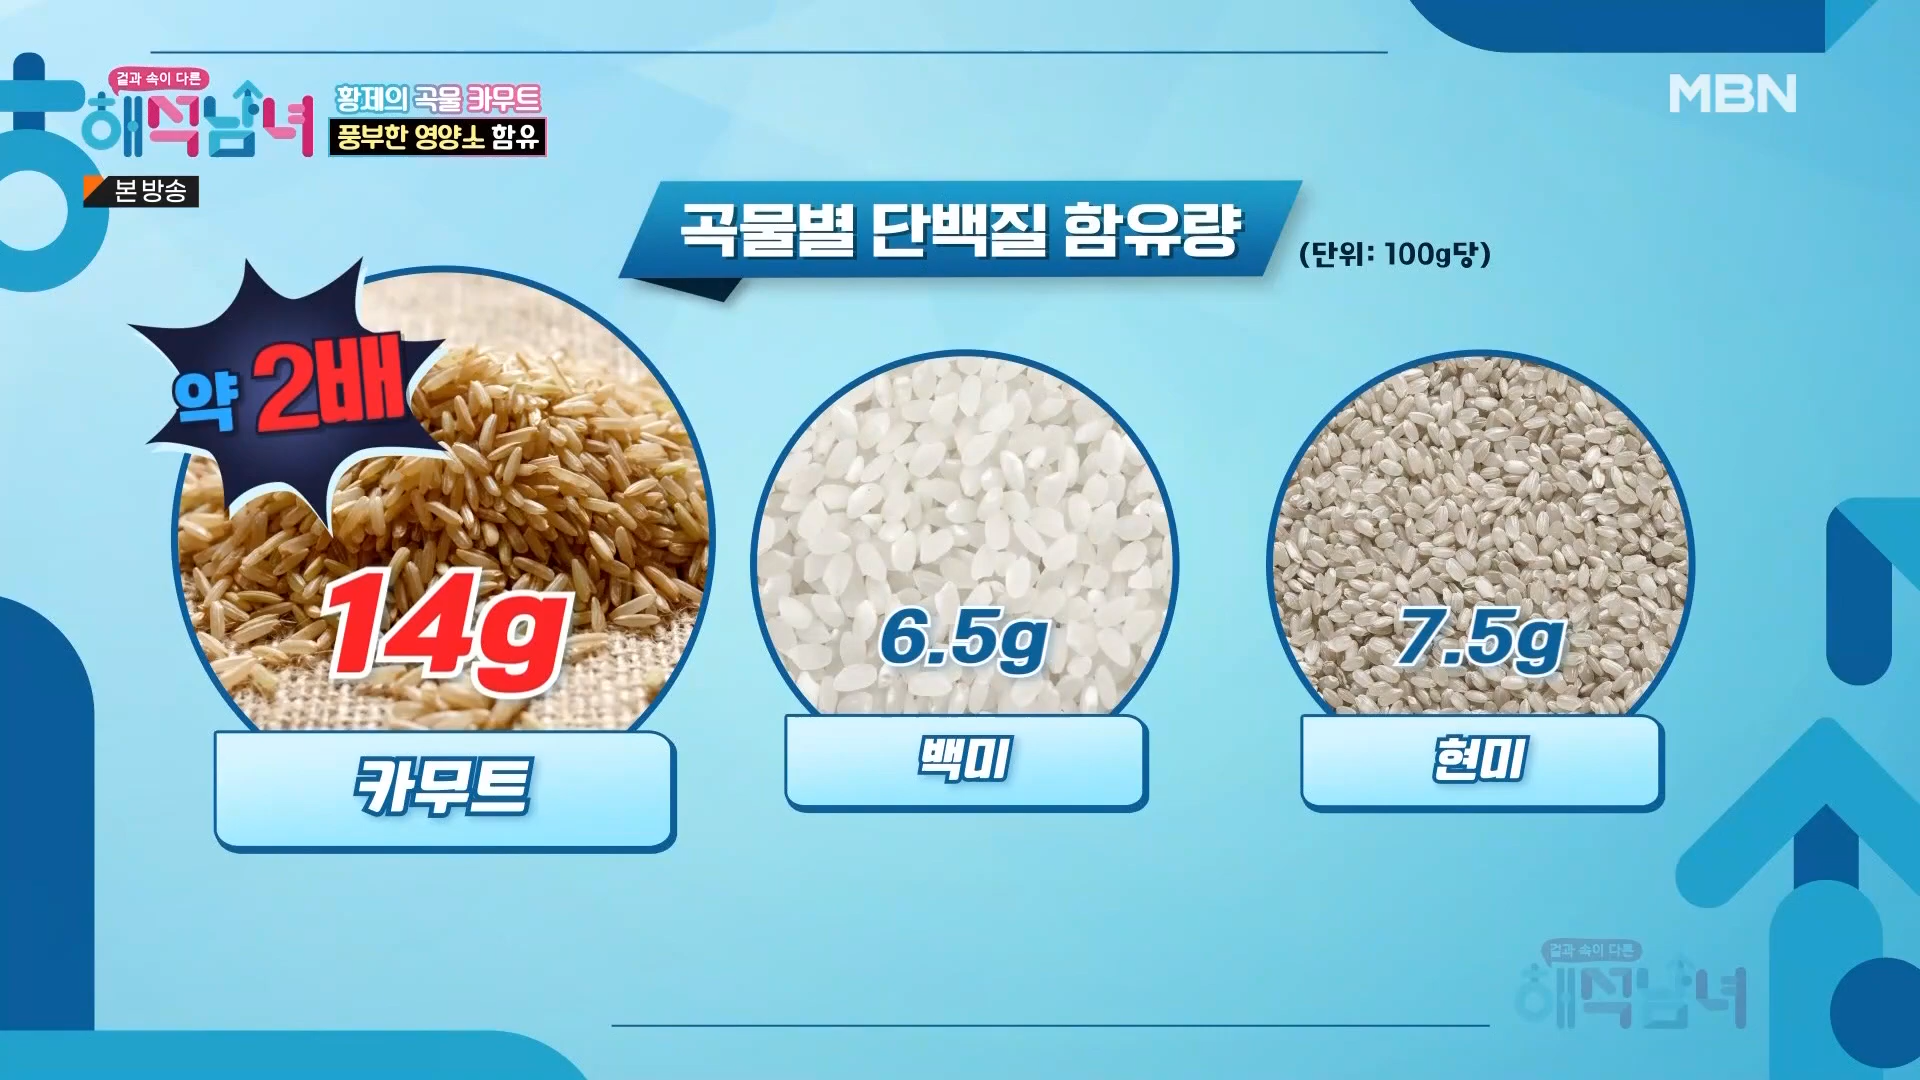 겉과 속이 다른
해석남녀
황제의 곡물 카무트
풍부한 영양소 함유
MBN
본방송
곡물별 단백질 함유량
(단위: 100g당)
약 2배
14g
6.5g
7.5g
카무트
백미
현미
겉과 속이 다른
해석남녀